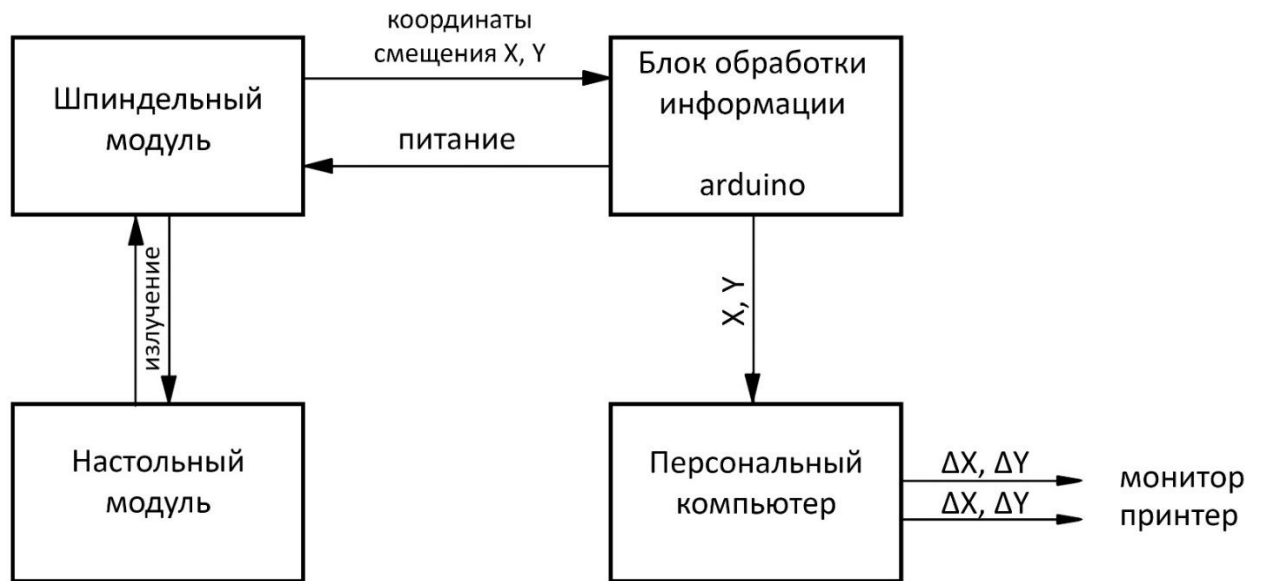 координаты
смещения X, Y
Шпиндельный
модуль
Блок обработки
информации
arduino
питание
излучение
X, Y
Настольный
модуль
Персональный
компьютер
ΔX, ΔY
ΔX, ΔY
монитор
принтер